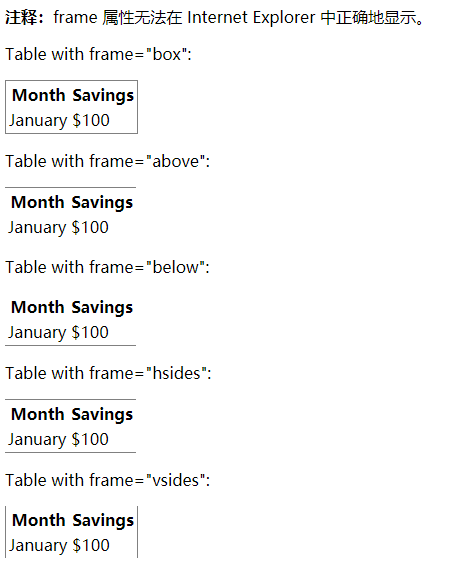 注释：frame 属性无法在 Internet Explorer 中正确地显示。
Table with frame="box":
Month Savings
January $100
Table with frame="above":
Month Savings
January $100
Table with frame="below":
Month Savings
January $100
Table with frame="hsides":
Month Savings
January $100
Table with frame="vsides":
Month Savings
January $100